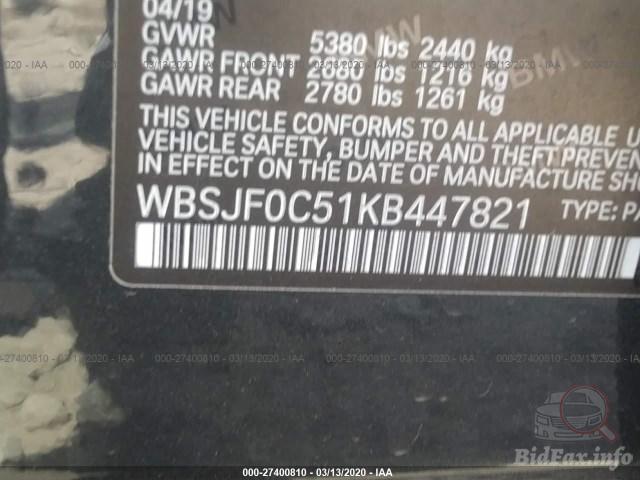 04/19
GVWR 5380 lbs 2440 kg
GAWR FRONT 2680 lbs 1216 kg
GAWR REAR 2780 lbs 1261 kg
THIS VEHICLE CONFORMS TO ALL APPLICABLE U
VEHICLE SAFETY, BUMPER AND THEFT PREVEN
IN EFFECT ON THE DATE OF MANUFACTURE SH
WBSJF0C51KB447821 TYPE: P
000-27400810 - 03/13/2020 - IAA
BidFax.info